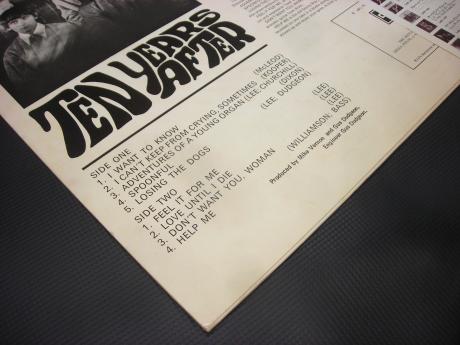 TEN YEARS
AFTER
SIDE ONE
1. I WANT TO KNOW (McLEOD)
2. I CAN'T KEEP FROM CRYING, SOMETIMES (KOOPER)
3. ADVENTURES OF A YOUNG ORGAN (LEE-CHURCHILL)
4. SPOONFUL (DIXON)
5. LOSING THE DOGS (LEE, DUDGEON)
SIDE TWO
1. FEEL IT FOR ME (LEE)
2. LOVE UNTIL I DIE (LEE)
3. DON'T WANT YOU, WOMAN (LEE)
4. HELP ME (WILLIAMSON, BASS)
Produced by Mike Vernon and Gus Dudgeon.
Engineer Gus Dudgeon.